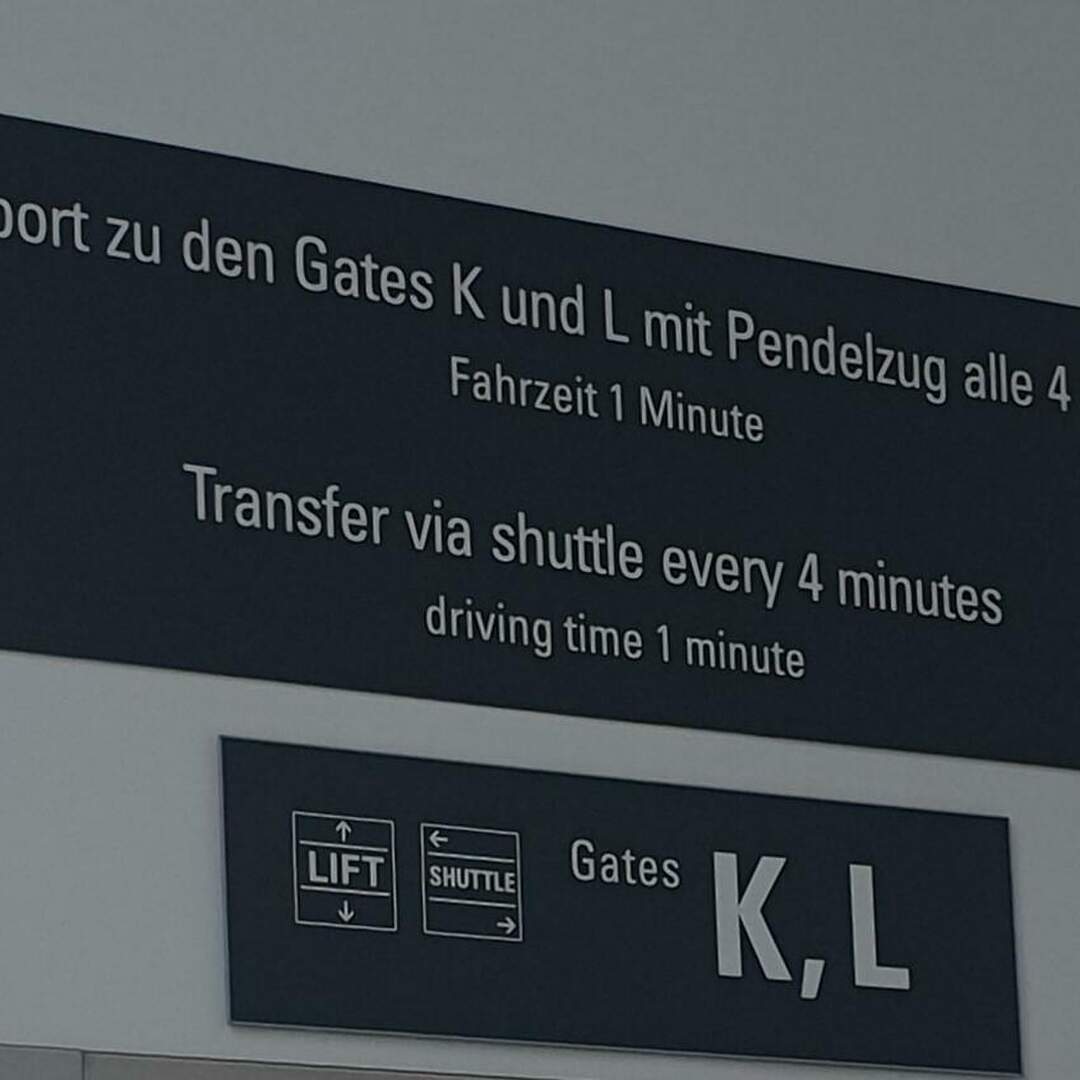 port zu den Gates K und L mit Pendelzug alle 4
Fahrzeit 1 Minute
Transfer via shuttle every 4 minutes
driving time 1 minute
LIFT
SHUTTLE
Gates K, L